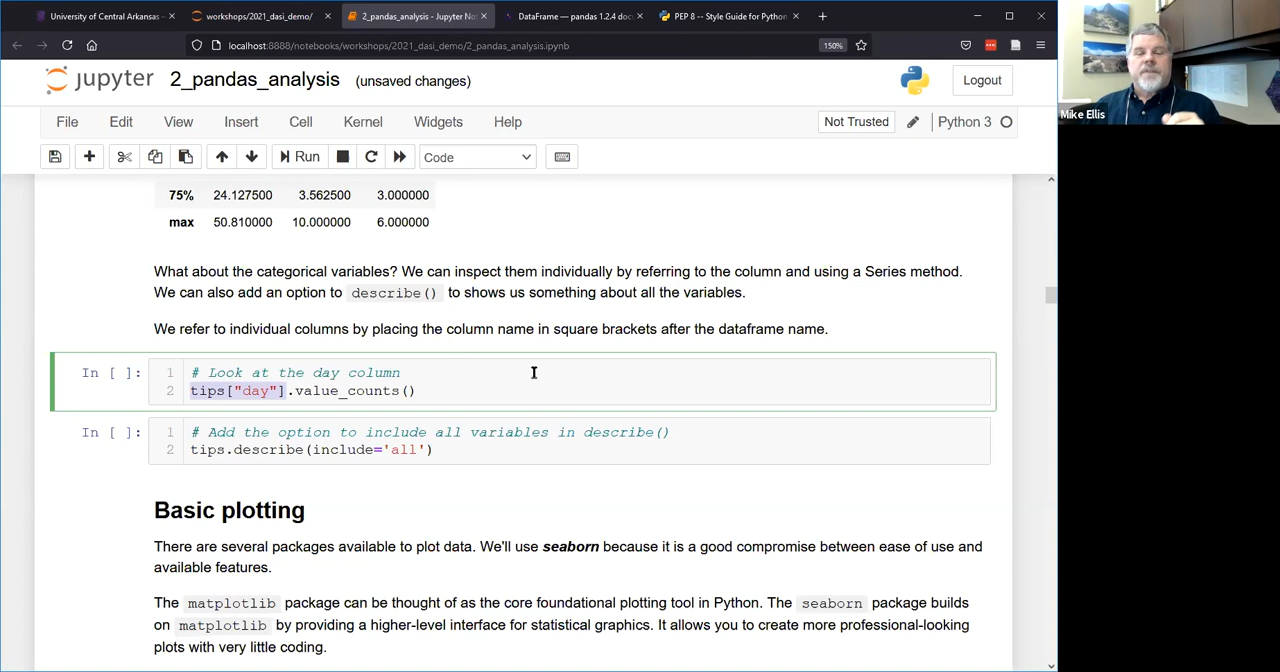 University of Central Arkansas
workshops/2021_dasi_demo/
2_pandas_analysis - Jupyter No
DataFrame — pandas 1.2.4 doc
PEP 8 -- Style Guide for Python
localhost:8888/notebooks/workshops/2021_dasi_demo/2_pandas_analysis.ipynb
150%
jupyter 2_pandas_analysis (unsaved changes)
Logout
File Edit View Insert Cell Kernel Widgets Help
Not Trusted
Python 3
Run
Code
Mike Ellis
75% 24.127500 3.562500 3.000000
max 50.810000 10.000000 6.000000
What about the categorical variables? We can inspect them individually by referring to the column and using a Series method.
We can also add an option to describe() to shows us something about all the variables.
We refer to individual columns by placing the column name in square brackets after the dataframe name.
In [ ]: 1 # Look at the day column
2 tips["day"].value_counts()
In [ ]: 1 # Add the option to include all variables in describe()
2 tips.describe(include='all')
Basic plotting
There are several packages available to plot data. We'll use seaborn because it is a good compromise between ease of use and
available features.
The matplotlib package can be thought of as the core foundational plotting tool in Python. The seaborn package builds
on matplotlib by providing a higher-level interface for statistical graphics. It allows you to create more professional-looking
plots with very little coding.